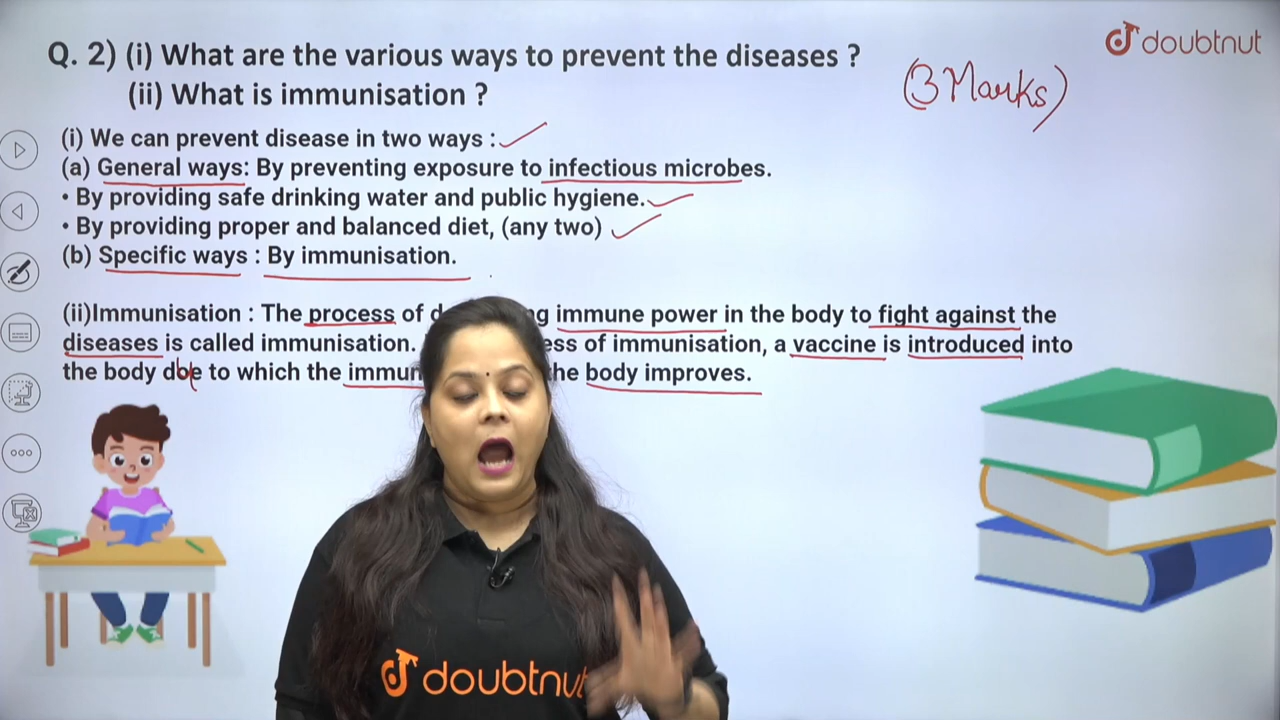 Q. 2) (i) What are the various ways to prevent the diseases ?
(ii) What is immunisation ?
(3 Marks)
doubtnut
(i) We can prevent disease in two ways :
(a) General ways: By preventing exposure to infectious microbes.
• By providing safe drinking water and public hygiene.
• By providing proper and balanced diet, (any two)
(b) Specific ways : By immunisation.
(ii)Immunisation : The process of immune power in the body to fight against the
diseases is called immunisation. of immunisation, a vaccine is introduced into
the body to which the body improves.
doubtnut